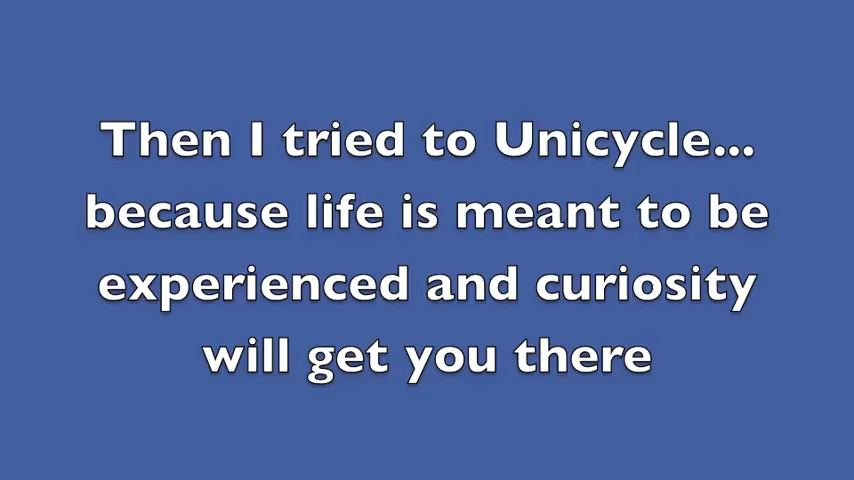 Then I tried to Unicycle...
because life is meant to be
experienced and curiosity
will get you there